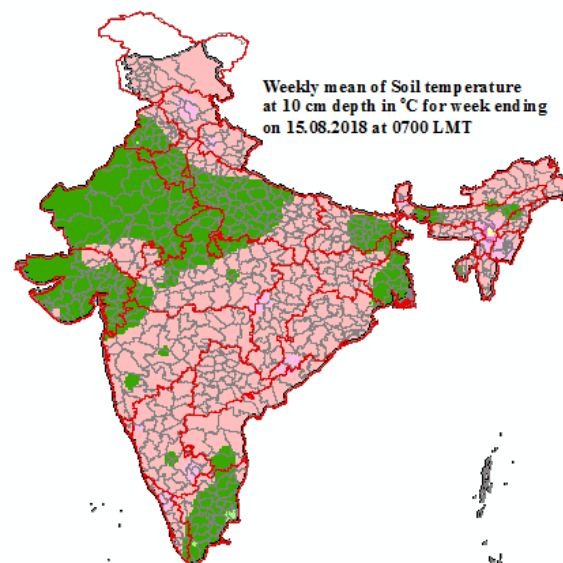 Weekly mean of Soil temperature
at 10 cm depth in °C for week ending
on 15.08.2018 at 0700 LMT